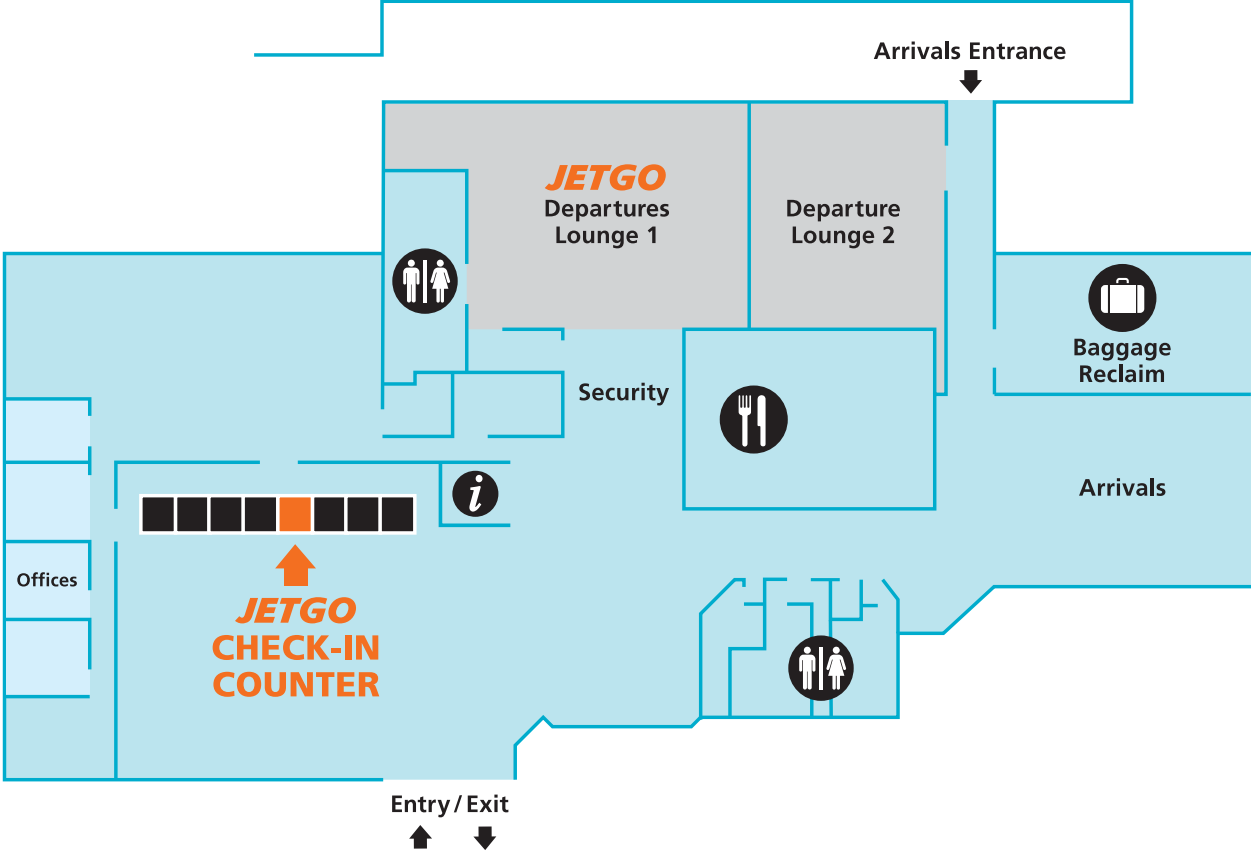 Arrivals Entrance
JETGO
Departures
Lounge 1
Departure
Lounge 2
Baggage
Reclaim
Security
Arrivals
i
Offices
JETGO
CHECK-IN
COUNTER
Entry / Exit